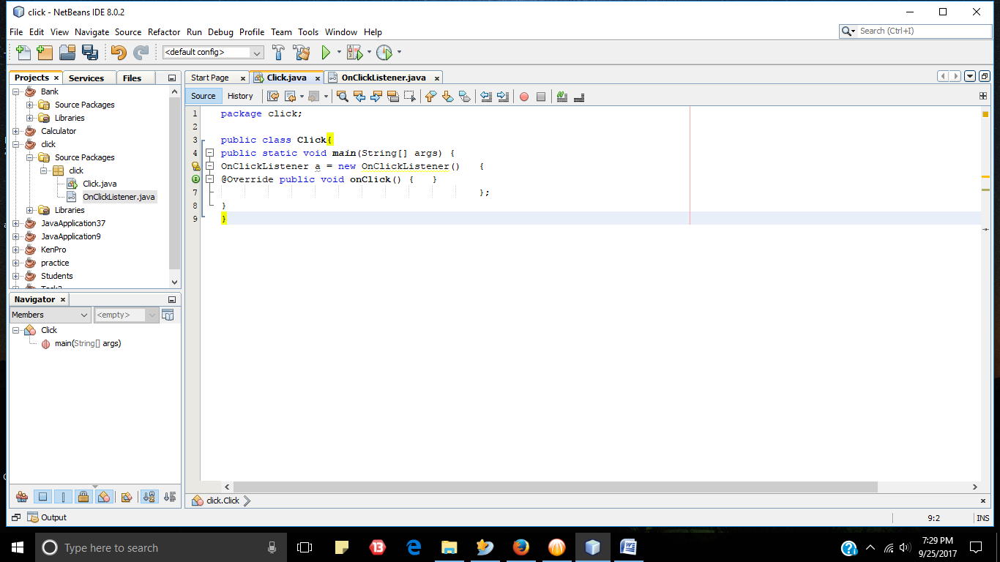 click - NetBeans IDE 8.0.2
File Edit View Navigate Source Refactor Run Debug Profile Team Tools Window Help
Search (Ctrl+I)
<default config>
Projects × Services Files
Bank
Source Packages
Libraries
Calculator
click
Source Packages
click
Click.java
OnClickListener.java
Libraries
JavaApplication37
JavaApplication9
KenPro
practice
Students
Navigator ×
Members <empty>
Click
main(String[] args)
Start Page × Click.java × OnClickListener.java ×
Source History
1 package click;
2
3 public class Click{
4 public static void main(String[] args) {
OnClickListener a = new OnClickListener() {
@Override public void onClick() { }
7 };
8 }
9 }
click.Click
Output
9:2 INS
Type here to search
13
7:29 PM
9/25/2017